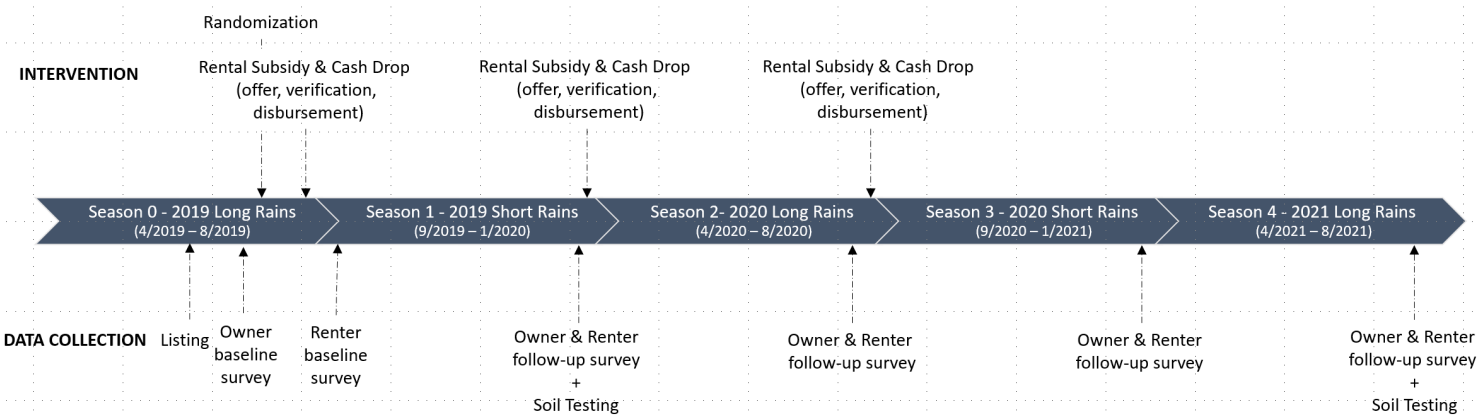 Randomization
INTERVENTION
Rental Subsidy & Cash Drop
(offer, verification,
disbursement)
Rental Subsidy & Cash Drop
(offer, verification,
disbursement)
Rental Subsidy & Cash Drop
(offer, verification,
disbursement)
Season 0 - 2019 Long Rains
(4/2019 – 8/2019)
Season 1 - 2019 Short Rains
(9/2019 – 1/2020)
Season 2- 2020 Long Rains
(4/2020 – 8/2020)
Season 3 - 2020 Short Rains
(9/2020 – 1/2021)
Season 4 - 2021 Long Rains
(4/2021 – 8/2021)
DATA COLLECTION
Listing
Owner
baseline
survey
Renter
baseline
survey
Owner & Renter
follow-up survey
+
Soil Testing
Owner & Renter
follow-up survey
Owner & Renter
follow-up survey
Owner & Renter
follow-up survey
+
Soil Testing